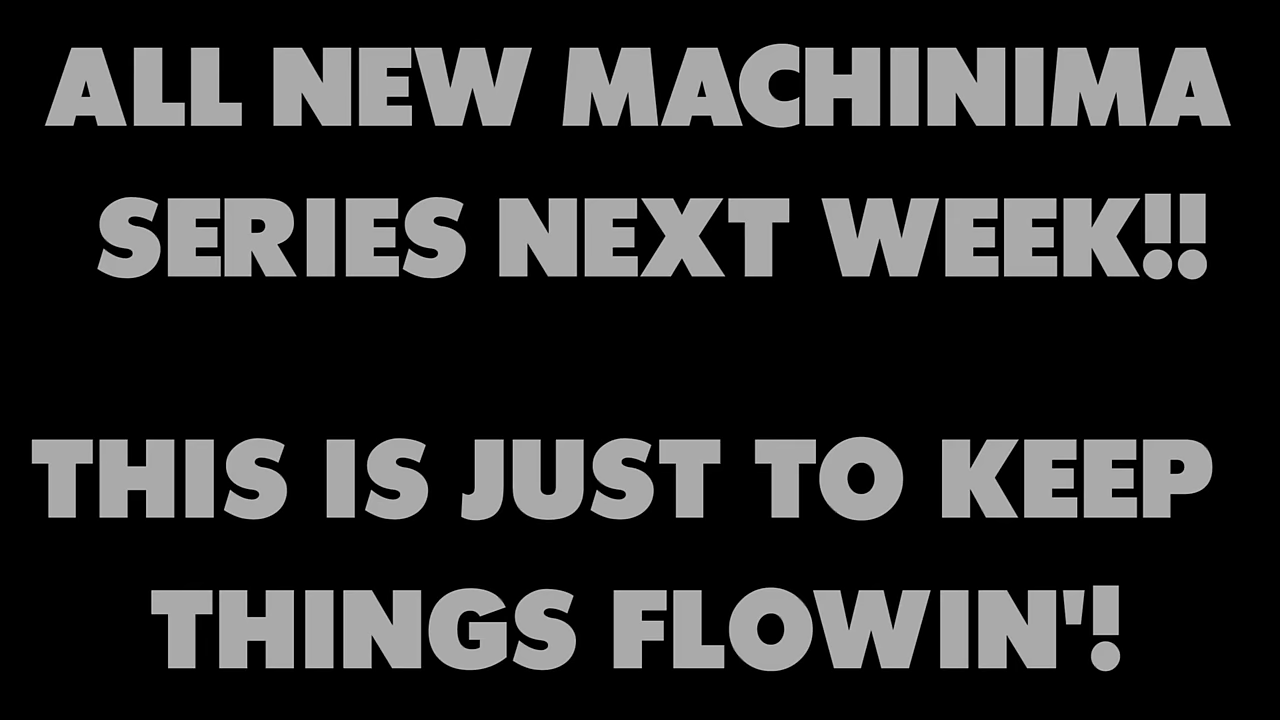 ALL NEW MACHINIMA
SERIES NEXT WEEK!!
THIS IS JUST TO KEEP
THINGS FLOWIN'!